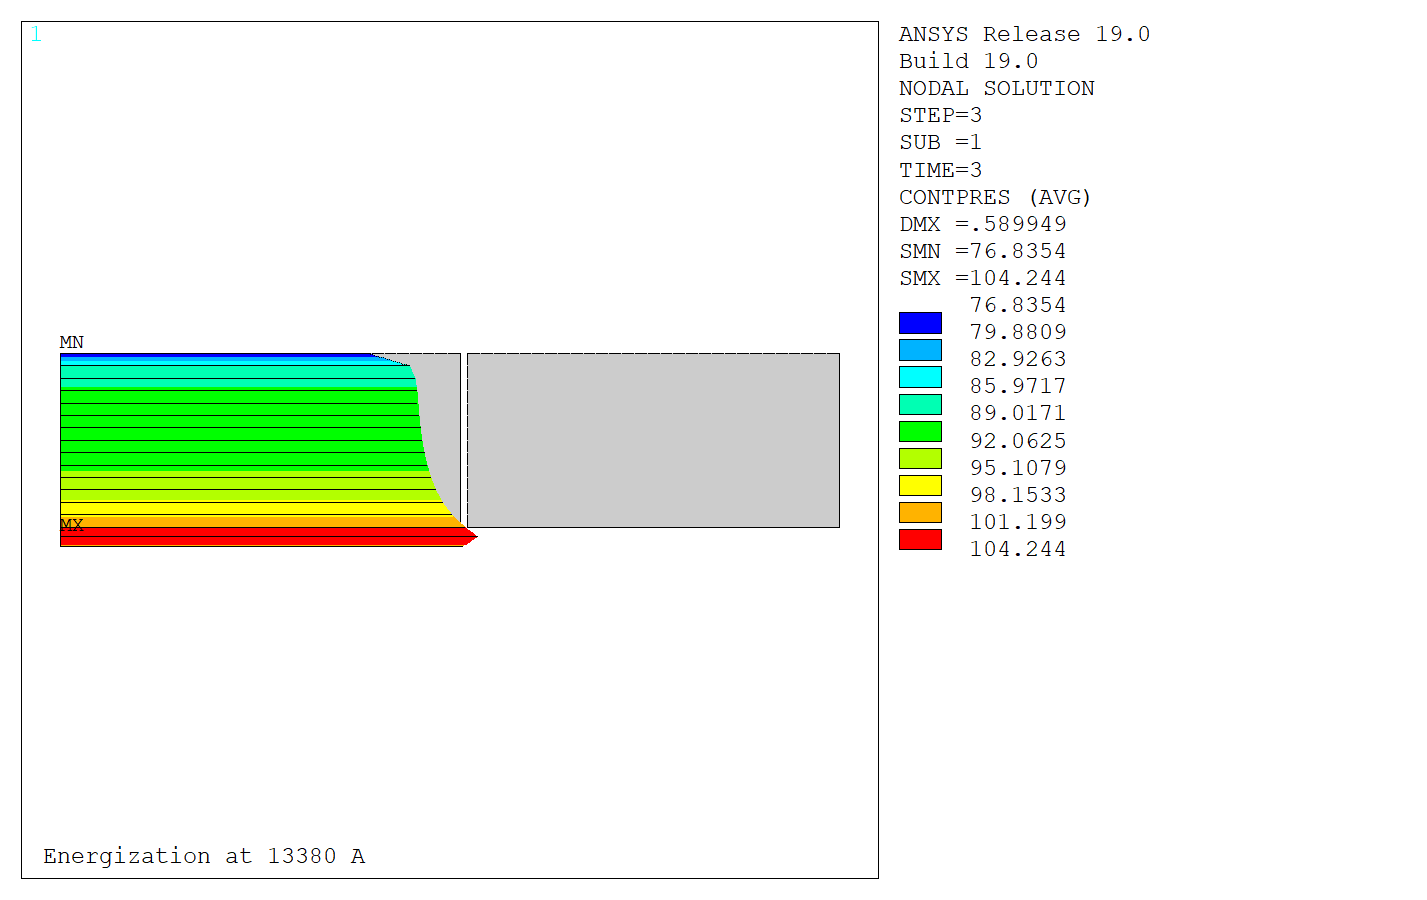 1
ANSYS Release 19.0
Build 19.0
NODAL SOLUTION
STEP=3
SUB =1
TIME=3
CONTPRES (AVG)
DMX =.589949
SMN =76.8354
SMX =104.244
76.8354
79.8809
82.9263
85.9717
89.0171
92.0625
95.1079
98.1533
101.199
104.244
MN
MX
Energization at 13380 A